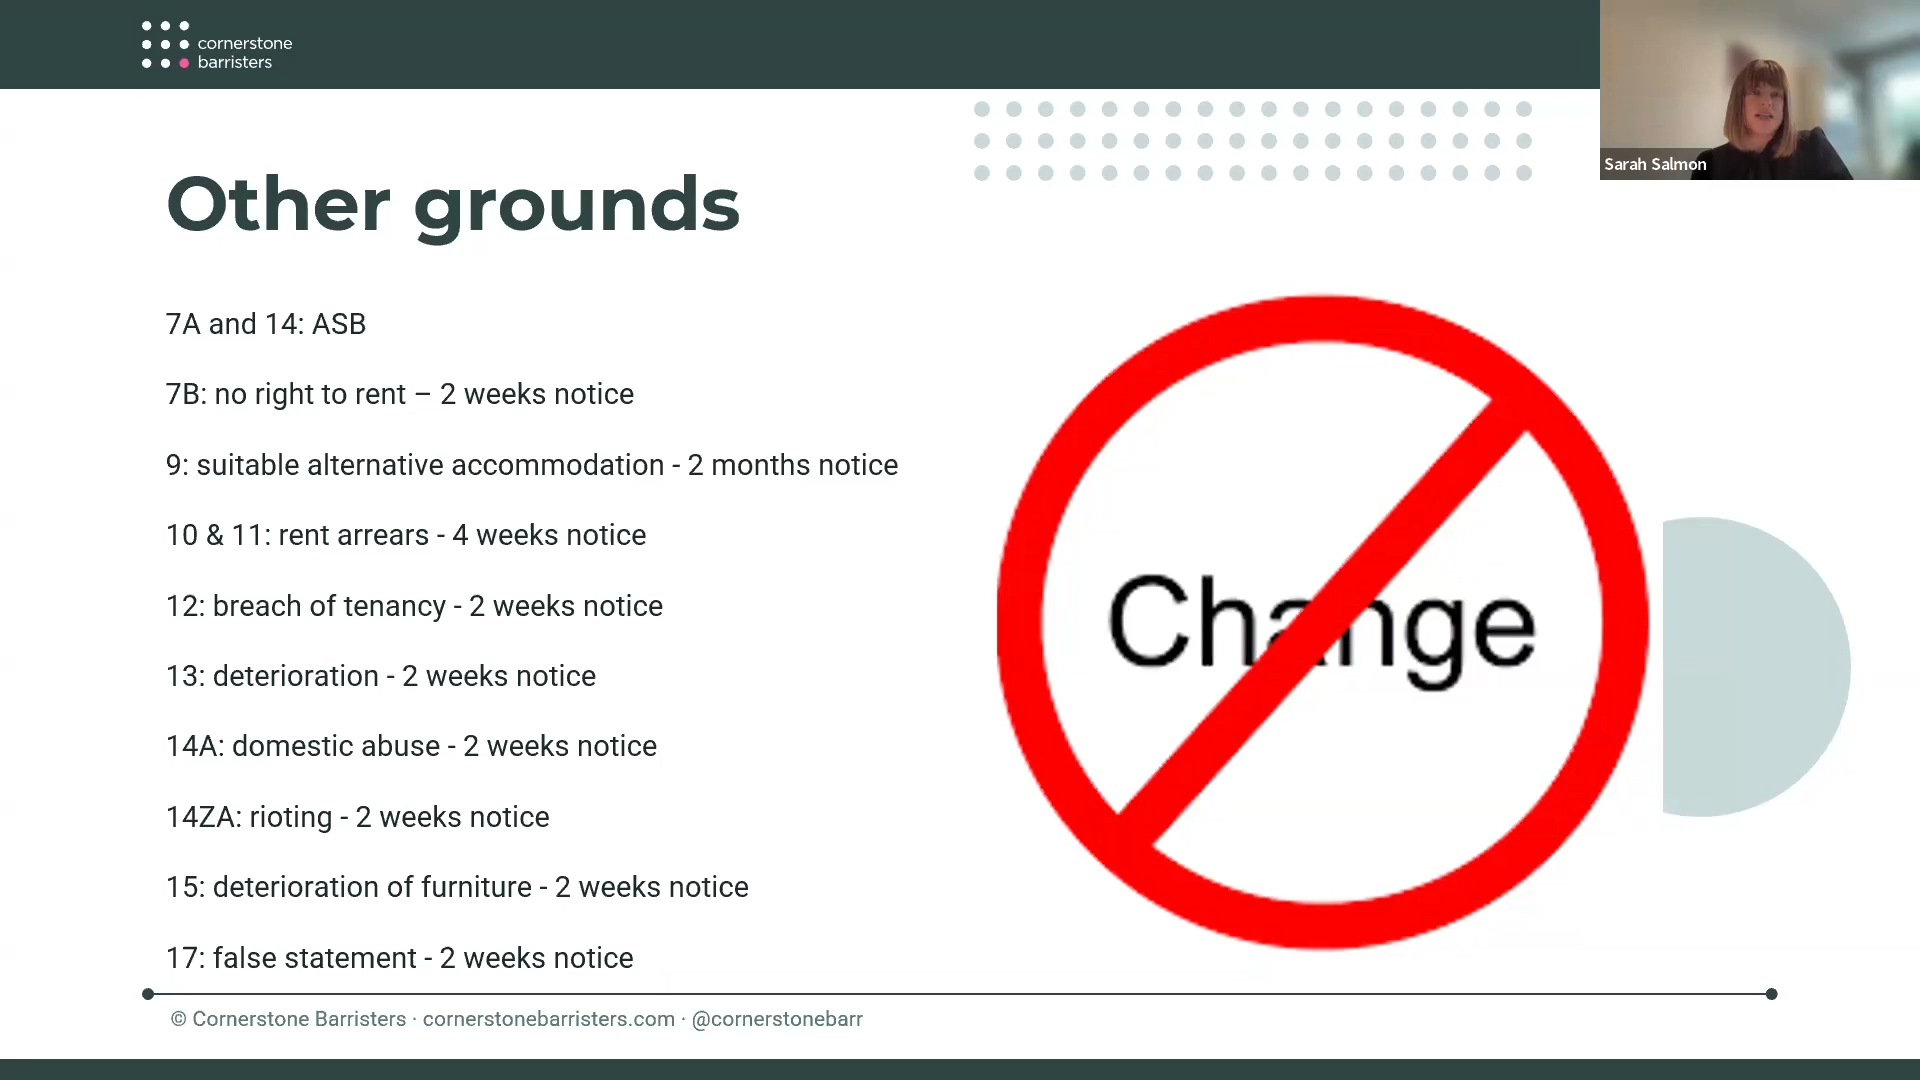 cornerstone
barristers
Sarah Salmon
Other grounds
7A and 14: ASB
7B: no right to rent – 2 weeks notice
9: suitable alternative accommodation - 2 months notice
10 & 11: rent arrears - 4 weeks notice
12: breach of tenancy - 2 weeks notice
13: deterioration - 2 weeks notice
14A: domestic abuse - 2 weeks notice
14ZA: rioting - 2 weeks notice
15: deterioration of furniture - 2 weeks notice
17: false statement - 2 weeks notice
Change
© Cornerstone Barristers · cornerstonebarristers.com · @cornerstonebarr